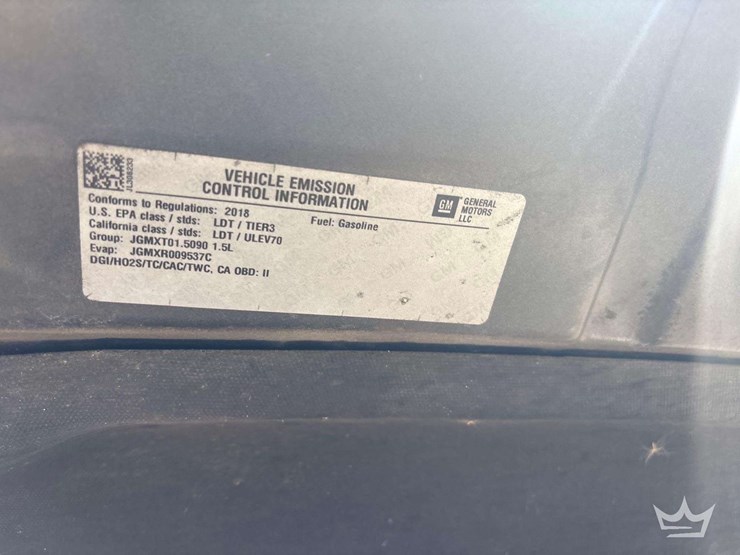 JL308233
VEHICLE EMISSION
CONTROL INFORMATION
GM GENERAL
MOTORS
LLC
Conforms to Regulations: 2018
Fuel: Gasoline
U.S. EPA class / stds: LDT / TIER3
California class / stds: LDT / ULEV70
Group: JGMXT01.5090 1.5L
Evap: JGMXR009537C
DGI/HO2S/TC/CAC/TWC, CA OBD: II